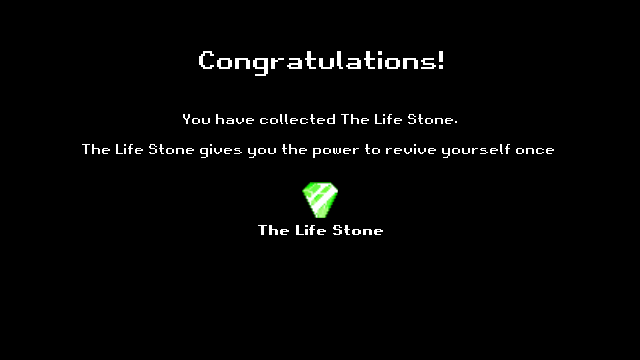 Congratulations!
You have collected The Life Stone.
The Life Stone gives you the power to revive yourself once
The Life Stone